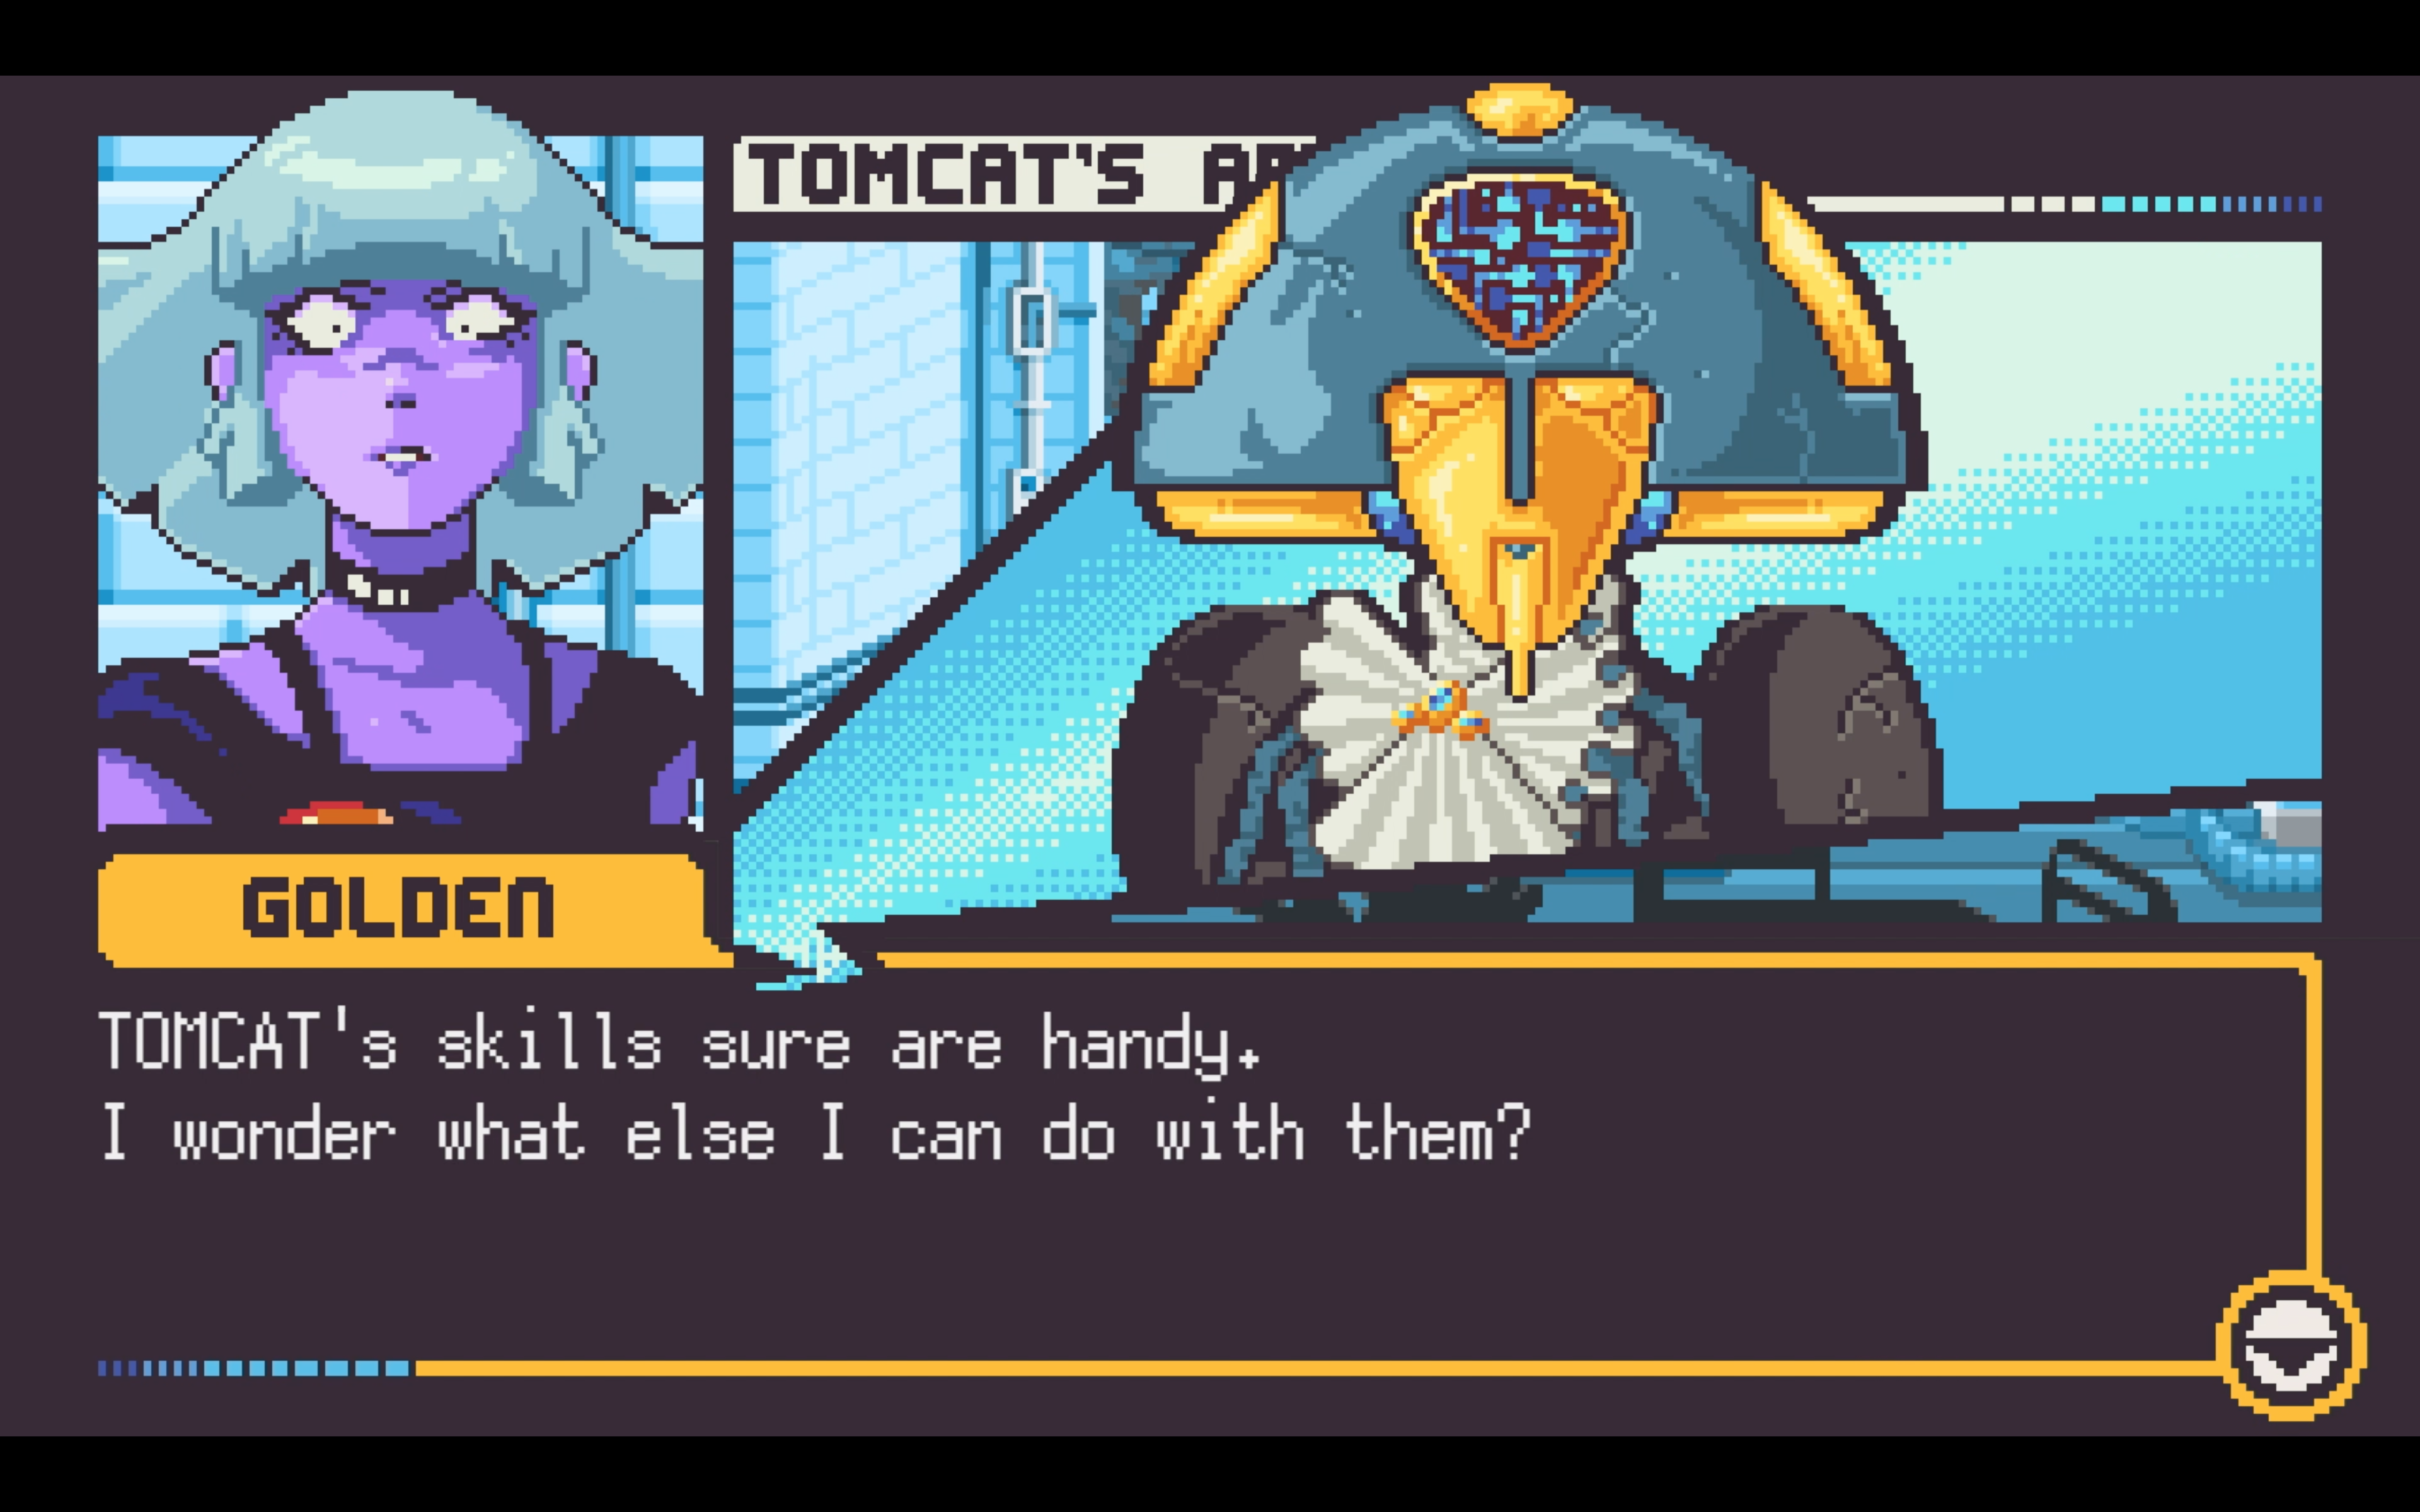 TOMCAT'S
GOLDEN
TOMCAT's skills sure are handy.
I wonder what else I can do with them?